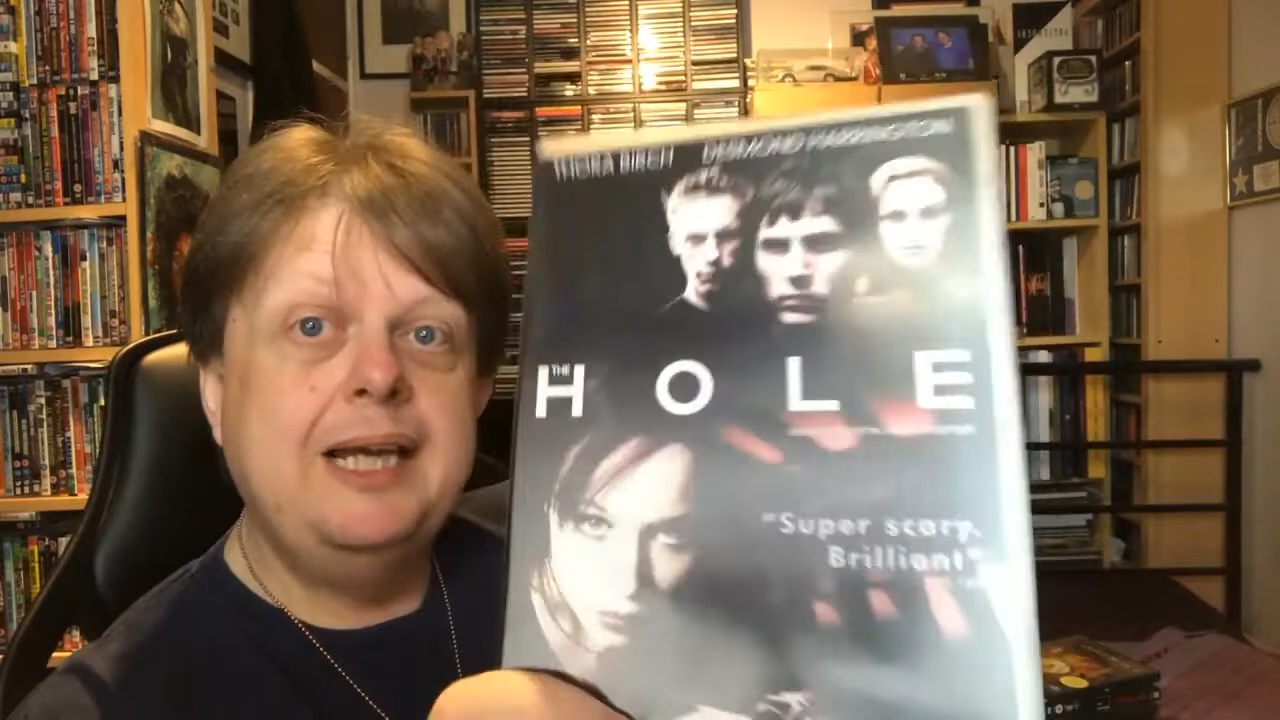 THORA BIRCH DESMOND HARRINGTON
THE
HOLE
"Super scary.
Brilliant"